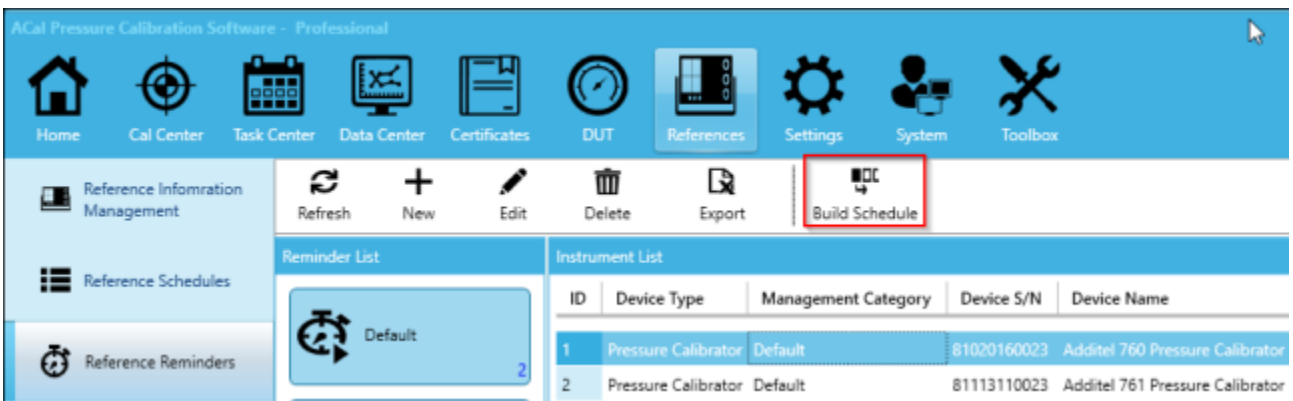 ACal Pressure Calibration Software - Professional
Home Cal Center Task Center Data Center Certificates DUT References Settings System Toolbox
Reference Infomration
Management
Refresh New Edit Delete Export Build Schedule
Reminder List Instrument List
Reference Schedules
ID Device Type Management Category Device S/N Device Name
Default
2
1 Pressure Calibrator Default 81020160023 Additel 760 Pressure Calibrator
Reference Reminders
2 Pressure Calibrator Default 81113110023 Additel 761 Pressure Calibrator